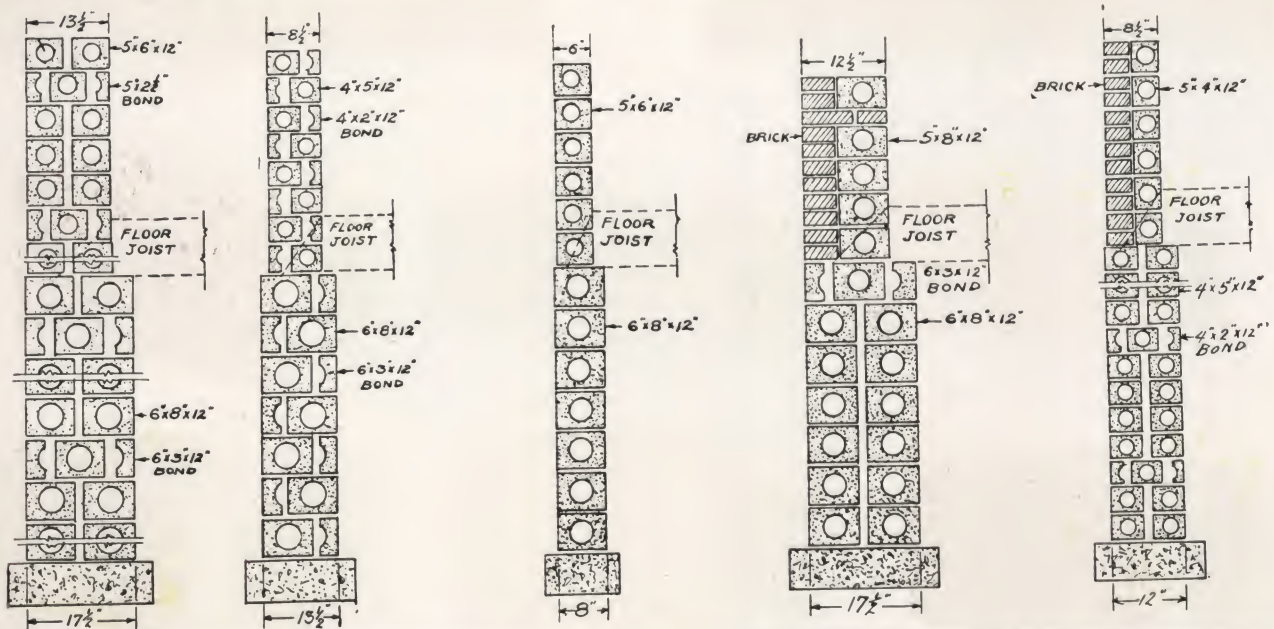 13½"
5"x6"x12"
5"x2½"
BOND
FLOOR
JOIST
6"x8"x12"
6"x3"x12"
BOND
17½"
8½"
4"x5"x12"
4"x2"x12"
BOND
FLOOR
JOIST
6"x8"x12"
6"x3"x12"
BOND
13½"
6"
5"x6"x12"
FLOOR
JOIST
6"x8"x12"
8"
12½"
BRICK
5"x8"x12"
FLOOR
JOIST
6"x3"x12"
BOND
6"x8"x12"
17½"
8½"
BRICK
5"x4"x12"
FLOOR
JOIST
4"x5"x12"
4"x2"x12"
BOND
12"